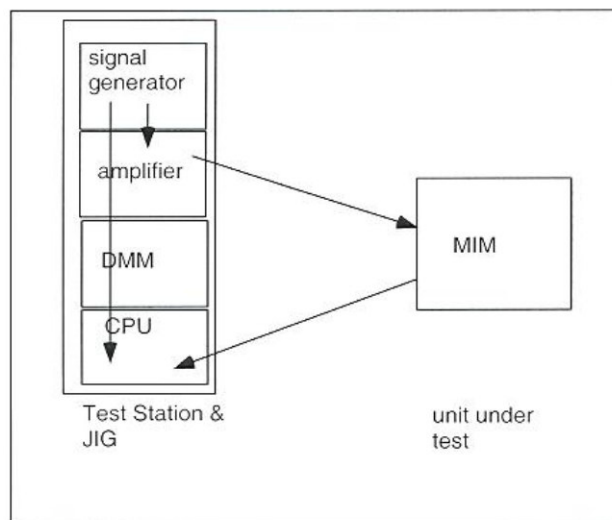 signal
generator
amplifier
DMM
CPU
MIM
Test Station &
JIG
unit under
test